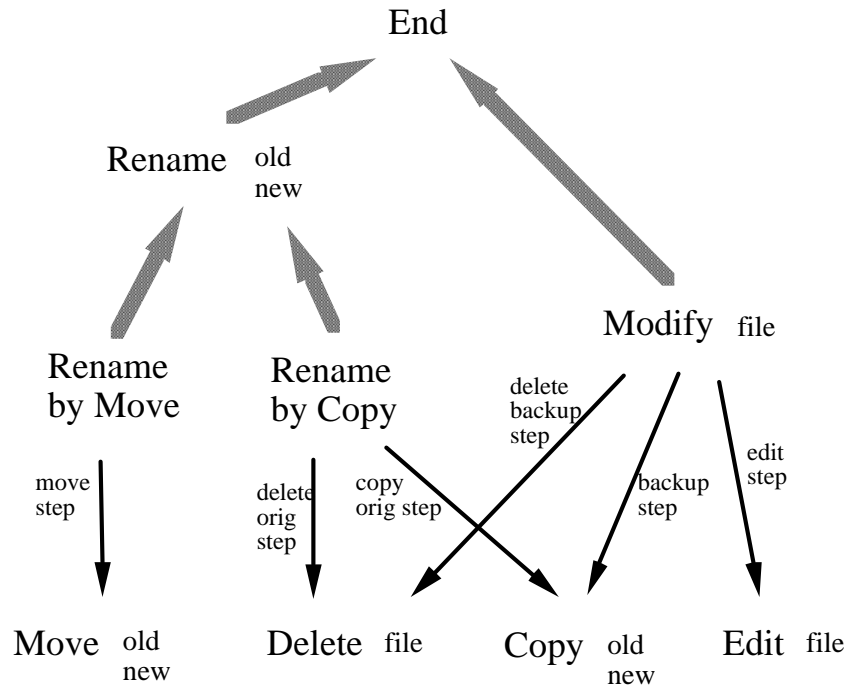 End
Rename old
new
Modify file
Rename
by Move
Rename
by Copy
delete
backup
step
move
step
delete
orig
step
copy
orig step
backup
step
edit
step
Move old
new
Delete file
Copy old
new
Edit file